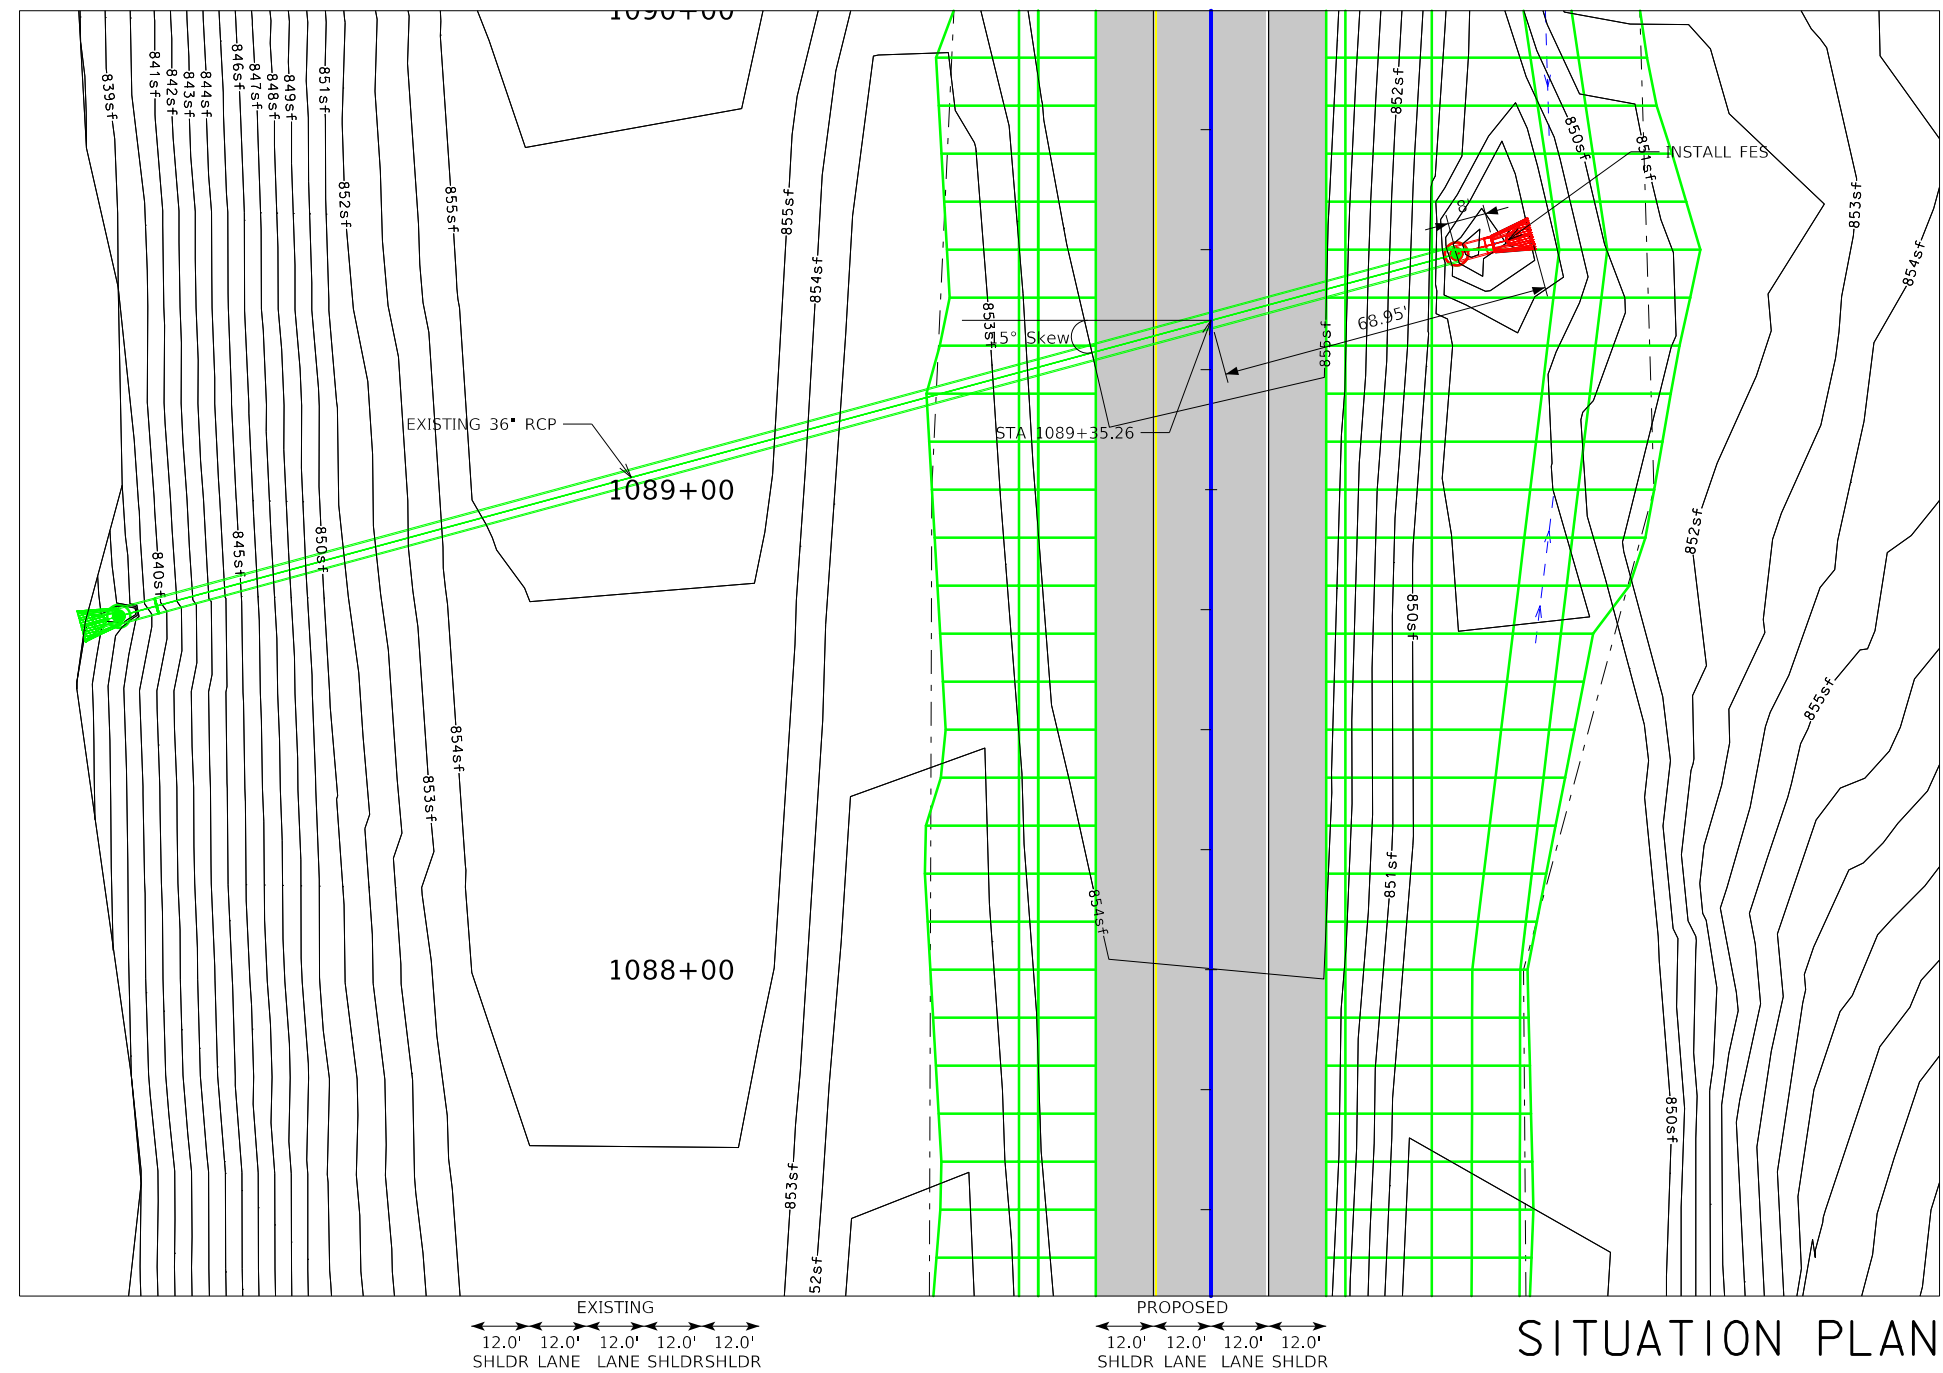 1090+00
839sf
841sf
842sf
843sf
844sf
846sf
847sf
848sf
849sf
851sf
852sf
855sf
855sf
854sf
853sf
852sf
850sf
851sf
INSTALL FES
8'
853sf
854sf
68.95'
855sf
15° Skew
STA 1089+35.26
EXISTING 36" RCP
1089+00
840sf
845sf
850sf
852sf
850sf
855sf
854sf
853sf
851sf
854sf
1088+00
850sf
853sf
52sf
EXISTING
12.0' 12.0' 12.0' 12.0' 12.0'
SHLDR LANE LANE SHLDR SHLDR
PROPOSED
12.0' 12.0' 12.0' 12.0'
SHLDR LANE LANE SHLDR
SITUATION PLAN